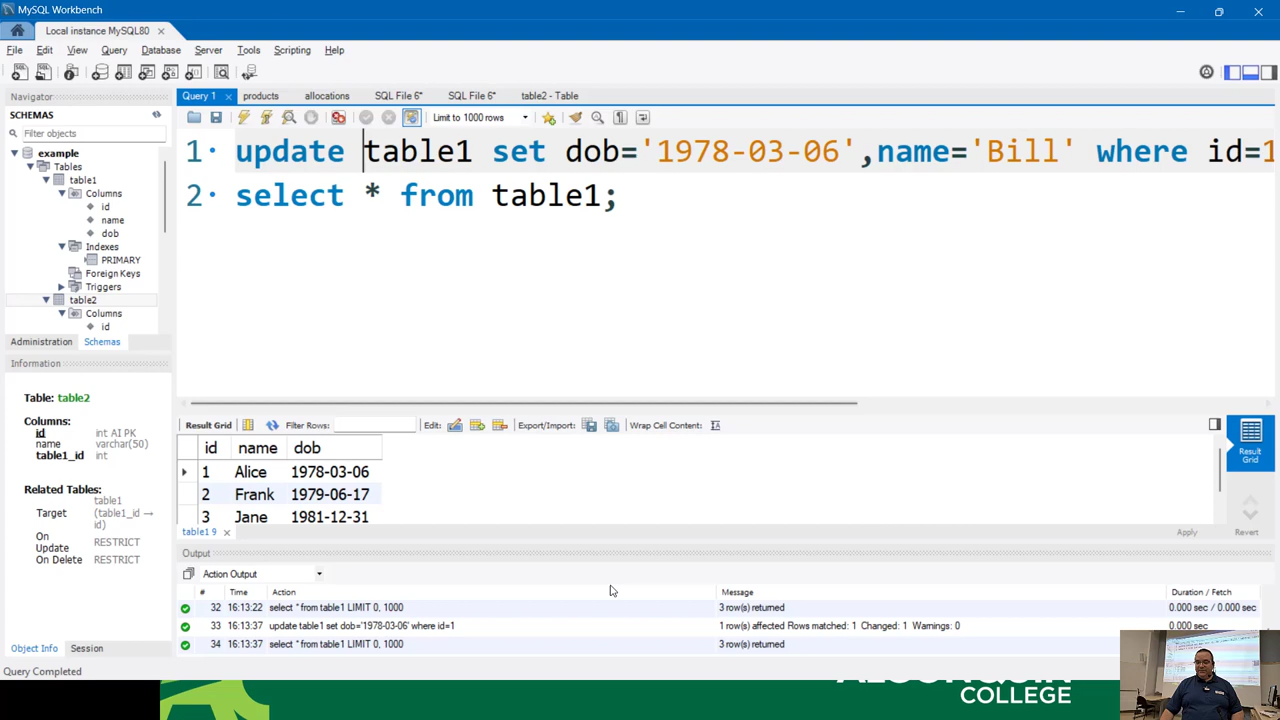 MySQL Workbench
Local instance MySQL80
File Edit View Query Database Server Tools Scripting Help
Navigator
SCHEMAS
Filter objects
example
Tables
table1
Columns
id
name
dob
Indexes
PRIMARY
Foreign Keys
Triggers
table2
Columns
id
Administration Schemas
Information
Table: table2
Columns:
id int AI PK
name varchar(50)
table1_id int
Related Tables:
Target table1 (table1_id → id)
On Update RESTRICT
On Delete RESTRICT
Object Info Session
Query Completed
Query 1 products allocations SQL File 6* SQL File 6* table2 - Table
Limit to 1000 rows
1 update table1 set dob='1978-03-06',name='Bill' where id=1
2 select * from table1;
Result Grid Filter Rows: Edit: Export/Import: Wrap Cell Content:
id name dob
1 Alice 1978-03-06
2 Frank 1979-06-17
3 Jane 1981-12-31
Result Grid
table1 9
Apply Revert
Output
Action Output
# Time Action Message Duration / Fetch
32 16:13:22 select * from table1 LIMIT 0, 1000 3 row(s) returned 0.000 sec / 0.000 sec
33 16:13:37 update table1 set dob='1978-03-06' where id=1 1 row(s) affected Rows matched: 1 Changed: 1 Warnings: 0 0.000 sec
34 16:13:37 select * from table1 LIMIT 0, 1000 3 row(s) returned
COLLEGE